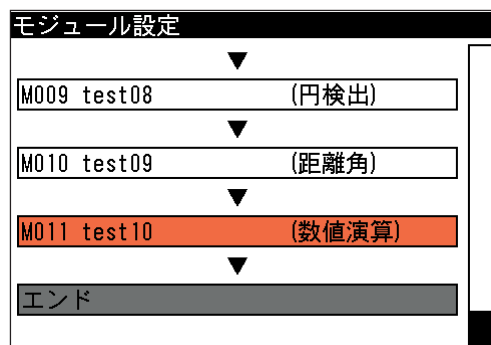 モジュール設定
▼
M009 test08 (円検出)
▼
M010 test09 (距離角)
▼
M011 test10 (数値演算)
▼
エンド